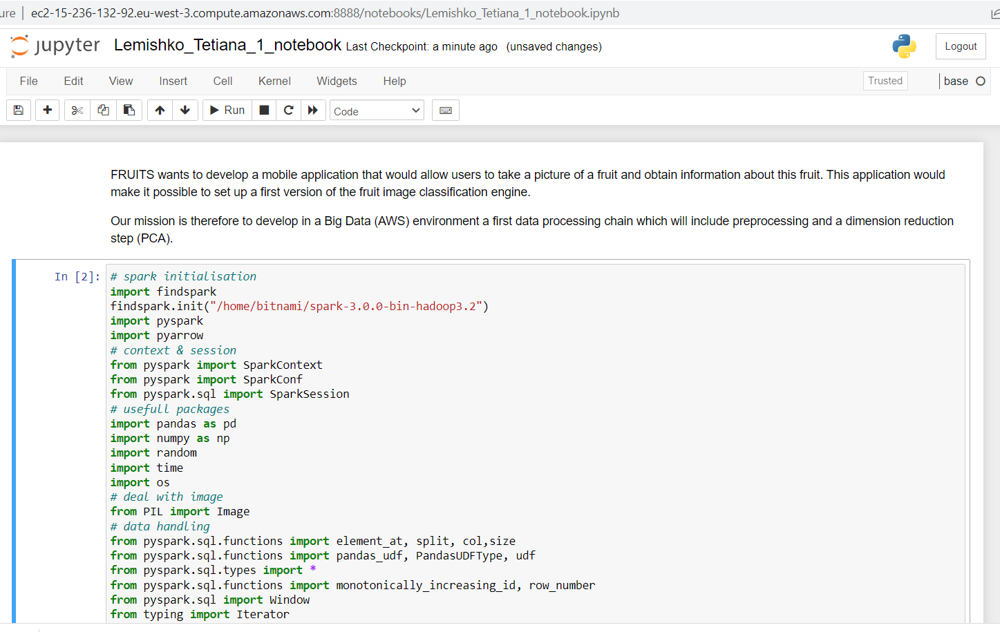 ure | ec2-15-236-132-92.eu-west-3.compute.amazonaws.com:8888/notebooks/Lemishko_Tetiana_1_notebook.ipynb
jupyter Lemishko_Tetiana_1_notebook Last Checkpoint: a minute ago (unsaved changes) Logout
File Edit View Insert Cell Kernel Widgets Help Trusted base
Run Code
FRUITS wants to develop a mobile application that would allow users to take a picture of a fruit and obtain information about this fruit. This application would
make it possible to set up a first version of the fruit image classification engine.
Our mission is therefore to develop in a Big Data (AWS) environment a first data processing chain which will include preprocessing and a dimension reduction
step (PCA).
In [2]: # spark initialisation
import findspark
findspark.init("/home/bitnami/spark-3.0.0-bin-hadoop3.2")
import pyspark
import pyarrow
# context & session
from pyspark import SparkContext
from pyspark import SparkConf
from pyspark.sql import SparkSession
# usefull packages
import pandas as pd
import numpy as np
import random
import time
import os
# deal with image
from PIL import Image
# data handling
from pyspark.sql.functions import element_at, split, col,size
from pyspark.sql.functions import pandas_udf, PandasUDFType, udf
from pyspark.sql.types import *
from pyspark.sql.functions import monotonically_increasing_id, row_number
from pyspark.sql import Window
from typing import Iterator